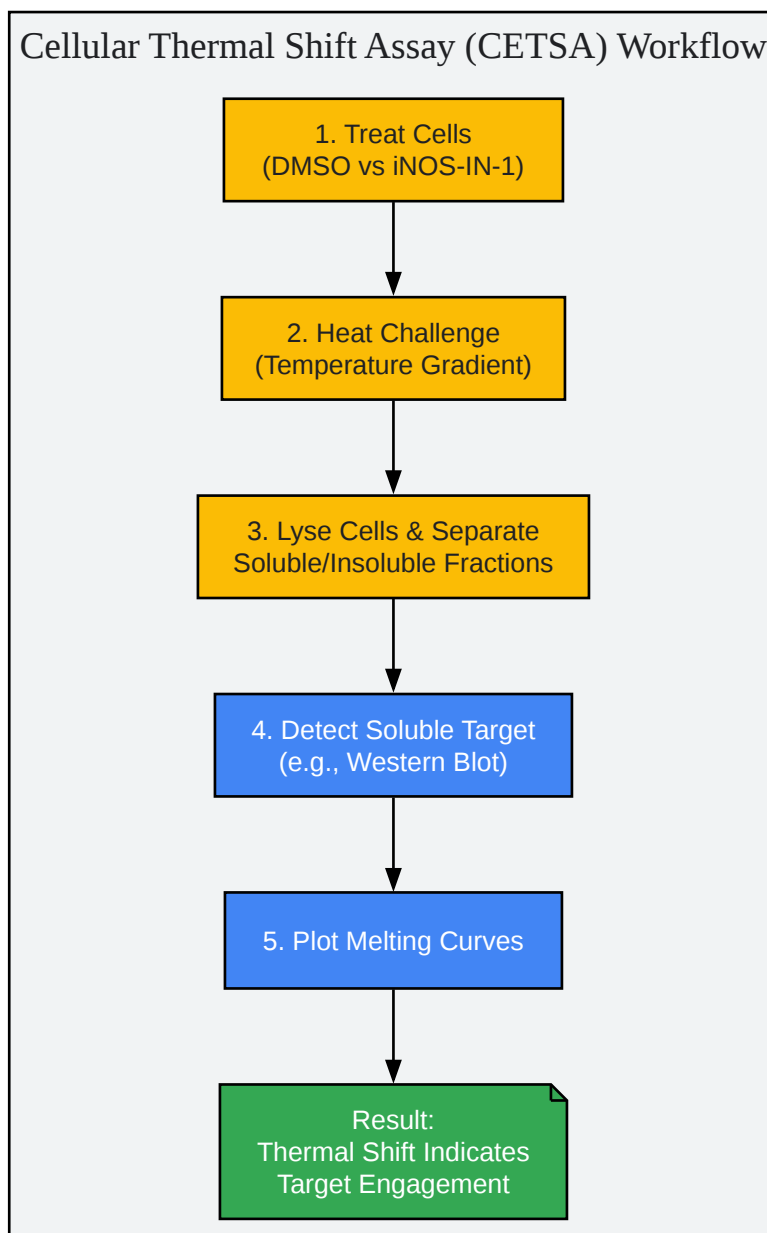 Cellular Thermal Shift Assay (CETSA) Workflow
1. Treat Cells
(DMSO vs iNOS-IN-1)
2. Heat Challenge
(Temperature Gradient)
3. Lyse Cells & Separate
Soluble/Insoluble Fractions
4. Detect Soluble Target
(e.g., Western Blot)
5. Plot Melting Curves
Result:
Thermal Shift Indicates
Target Engagement